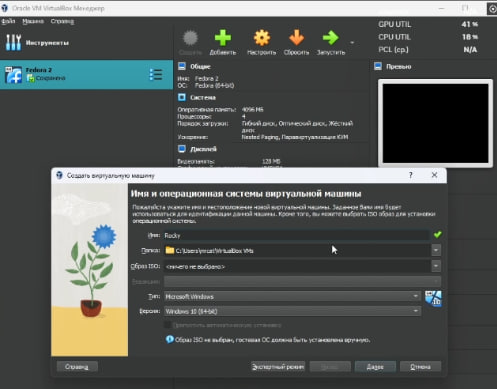 Oracle VM VirtualBox Менеджер
Файл Машина Справка
GPU UTIL 41 %
CPU UTIL 18 %
PCL (ср.) N/A
Инструменты
Создать Добавить Настроить Сбросить Запустить
Fedora 2
Сохранена
Общие
Превью
Имя: Fedora 2
ОС: Fedora (64-bit)
Система
Оперативная память: 4096 МБ
Процессоры: 4
Порядок загрузки: Гибкий диск, Оптический диск, Жёсткий
диск
Ускорение: Nested Paging, Паравиртуализация KVM
Дисплей
Видеопамять: 128 МБ
Создать виртуальную машину
? ✕
Имя и операционная система виртуальной машины
Пожалуйста укажите имя и местоположение новой виртуальной машины. Заданное Вами имя будет
использоваться для идентификации данной машины. Кроме того, Вы можете выбрать ISO образ для установки
операционной системы.
Имя: Rocky
Папка:
Образ ISO: <ничего не выбрано>
Редакция:
Тип: Microsoft Windows
Версия: Windows 10 (64-bit)
Пропустить автоматическую установку
Образ ISO не выбран, гостевая ОС должна быть установлена вручную.
Справка Экспертный режим Назад Далее Отмена